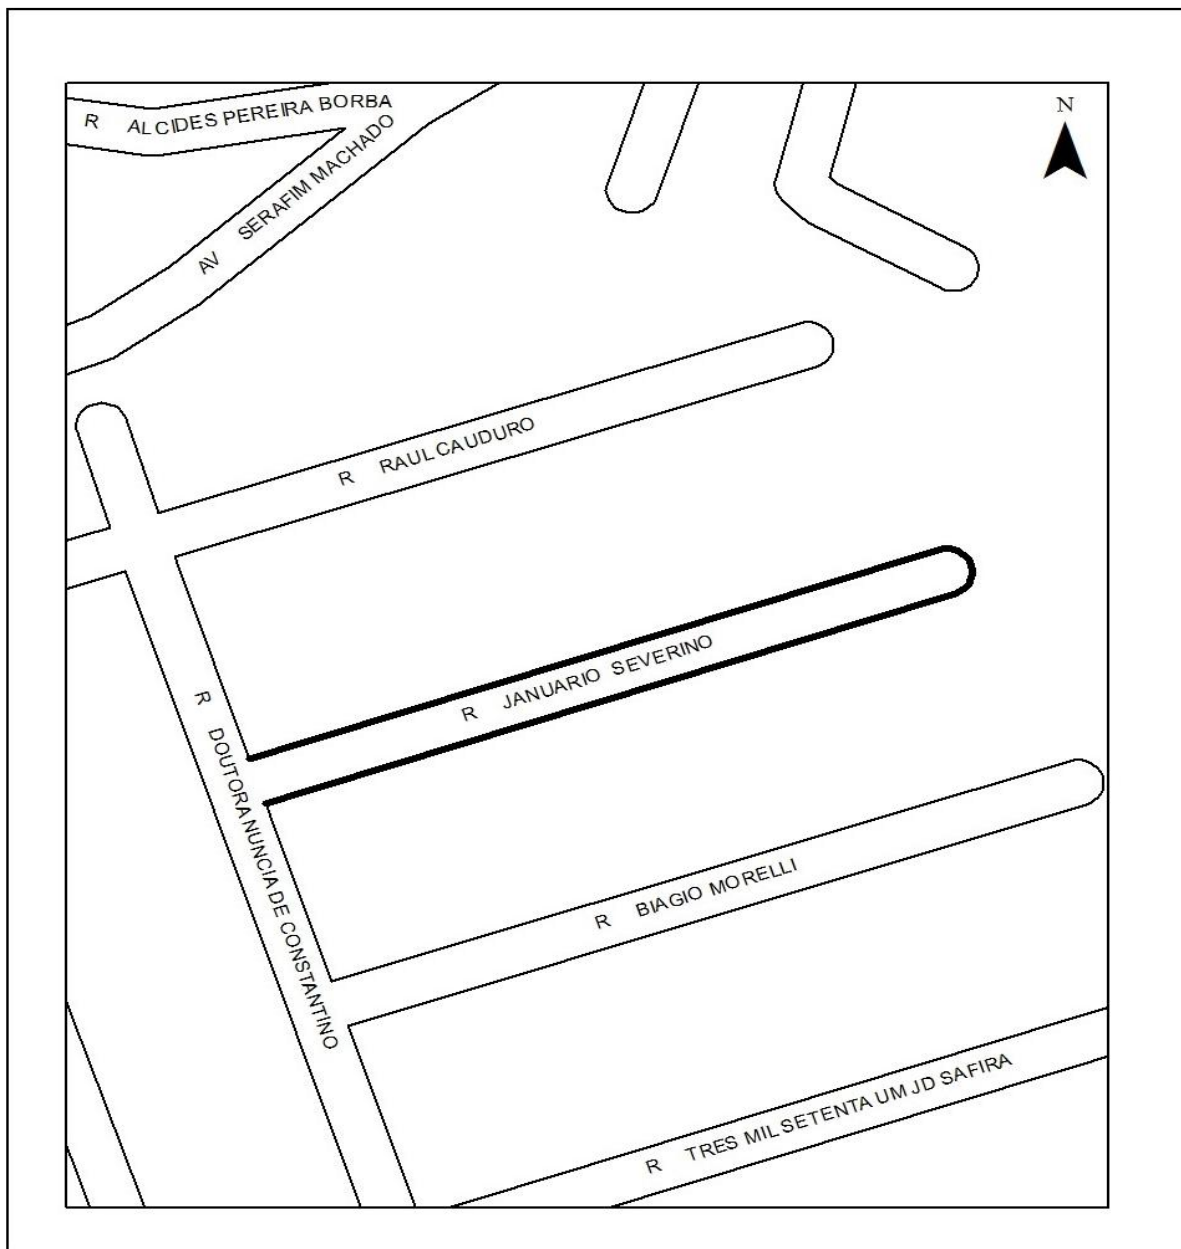 R ALCIDES PEREIRA BORBA
N
AV SERAFIM MACHADO
R RAUL CAUDURO
R JANUARIO SEVERINO
R DOUTORA NUNCIA DE CONSTANTINO
R BIAGIO MORELLI
R TRES MIL SETENTA UM JD SAFIRA